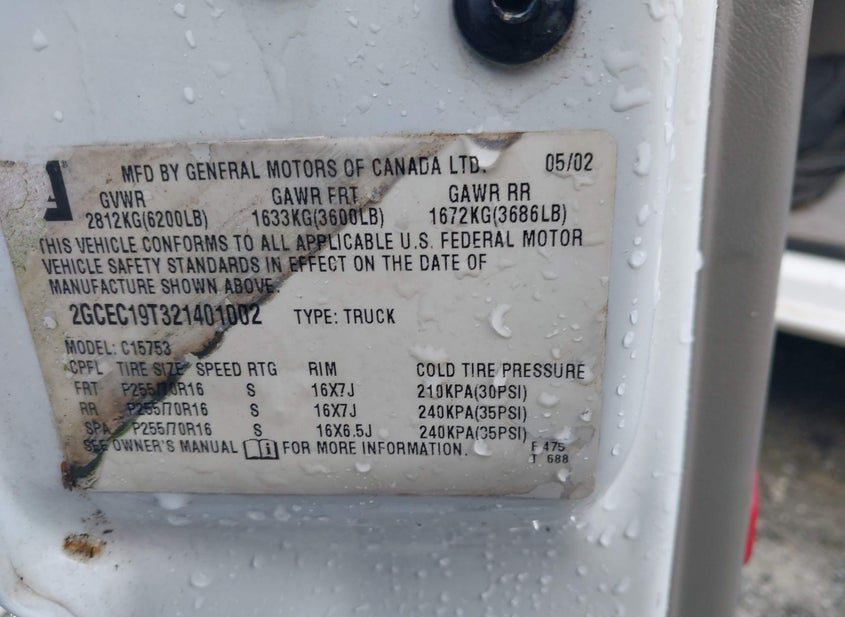 MFD BY GENERAL MOTORS OF CANADA LTD. 05/02
GVWR GAWR FRT GAWR RR
2812KG(6200LB) 1633KG(3600LB) 1672KG(3686LB)
THIS VEHICLE CONFORMS TO ALL APPLICABLE U.S. FEDERAL MOTOR
VEHICLE SAFETY STANDARDS IN EFFECT ON THE DATE OF
MANUFACTURE SHOWN ABOVE.
2GCEC19T321401002 TYPE: TRUCK
MODEL: C15753
CPFL TIRE SIZE SPEED RTG RIM COLD TIRE PRESSURE
FRT P255/70R16 S 16X7J 210KPA(30PSI)
RR P255/70R16 S 16X7J 240KPA(35PSI)
SPA P255/70R16 S 16X6.5J 240KPA(35PSI)
SEE OWNER'S MANUAL FOR MORE INFORMATION.
475
688